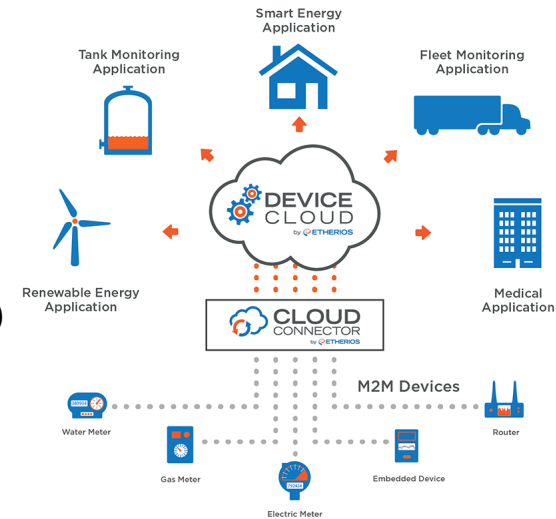 Smart Energy
Application
Tank Monitoring
Application
Fleet Monitoring
Application
DEVICE
CLOUD
by ETHERIOS
Renewable Energy
Application
Medical
Application
CLOUD
CONNECTOR
by ETHERIOS
M2M Devices
Water Meter
Router
Gas Meter
Embedded Device
Electric Meter